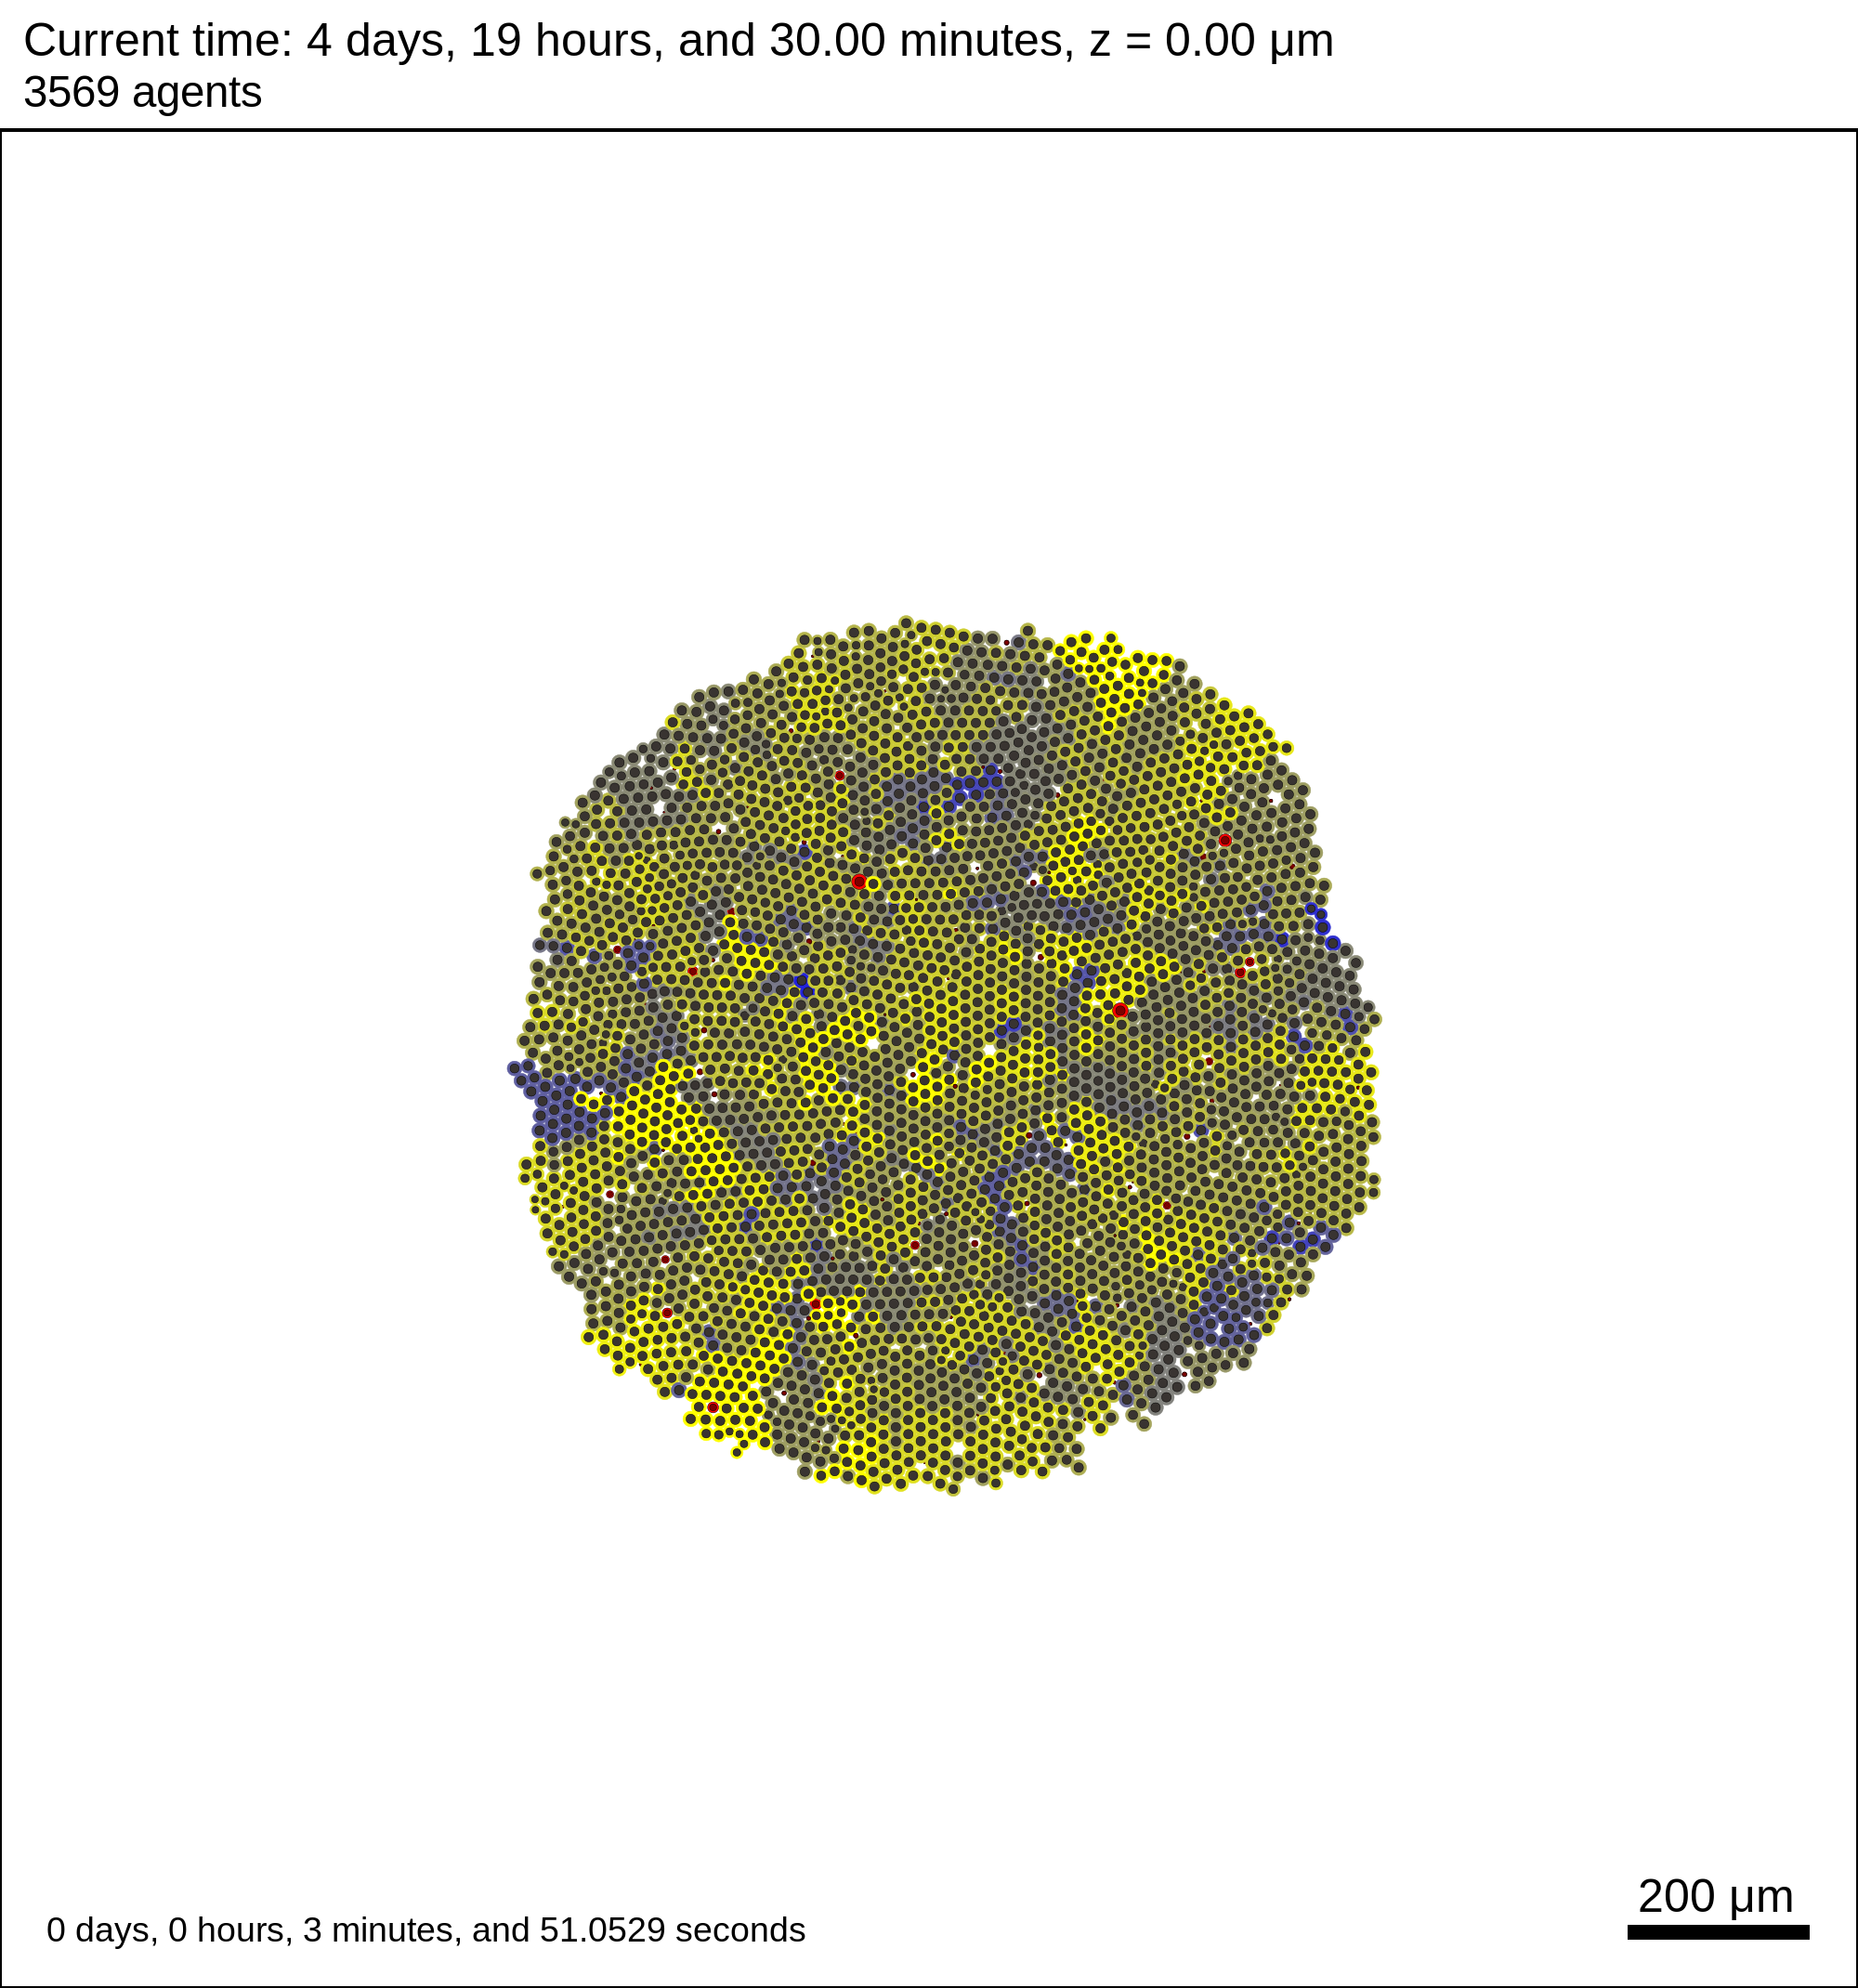 Current time: 4 days, 19 hours, and 30.00 minutes, z = 0.00 μm
3569 agents
200 μm
0 days, 0 hours, 3 minutes, and 51.0529 seconds